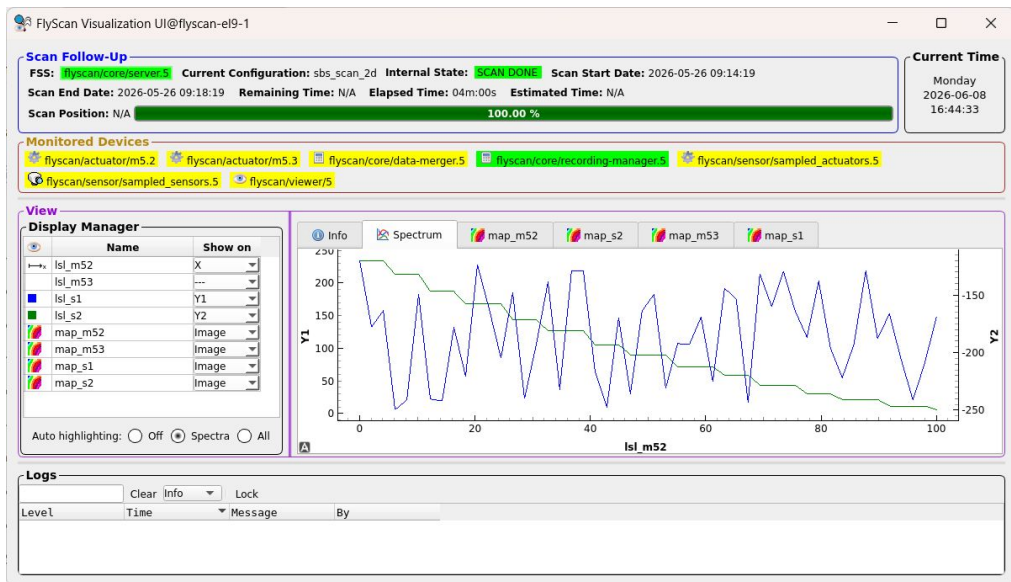 FlyScan Visualization UI@flyscan-el9-1
Scan Follow-Up
FSS: flyscan/core/server.5 Current Configuration: sbs_scan_2d Internal State: SCAN DONE Scan Start Date: 2026-05-26 09:14:19
Scan End Date: 2026-05-26 09:18:19 Remaining Time: N/A Elapsed Time: 04m:00s Estimated Time: N/A
Scan Position: N/A 100.00 %
Current Time
Monday
2026-06-08
16:44:33
Monitored Devices
flyscan/actuator/m5.2 flyscan/actuator/m5.3 flyscan/core/data-merger.5 flyscan/core/recording-manager.5 flyscan/sensor/sampled_actuators.5
flyscan/sensor/sampled_sensors.5 flyscan/viewer/5
View
Display Manager
Name Show on
lsl_m52 X
lsl_m53 ---
lsl_s1 Y1
lsl_s2 Y2
map_m52 Image
map_m53 Image
map_s1 Image
map_s2 Image
Auto highlighting: Off Spectra All
Info Spectrum map_m52 map_s2 map_m53 map_s1
250
200
150
100
50
0
Y1
-150
-200
-250
Y2
0 20 40 60 80 100
lsl_m52
A
Logs
Clear Info Lock
Level Time Message By